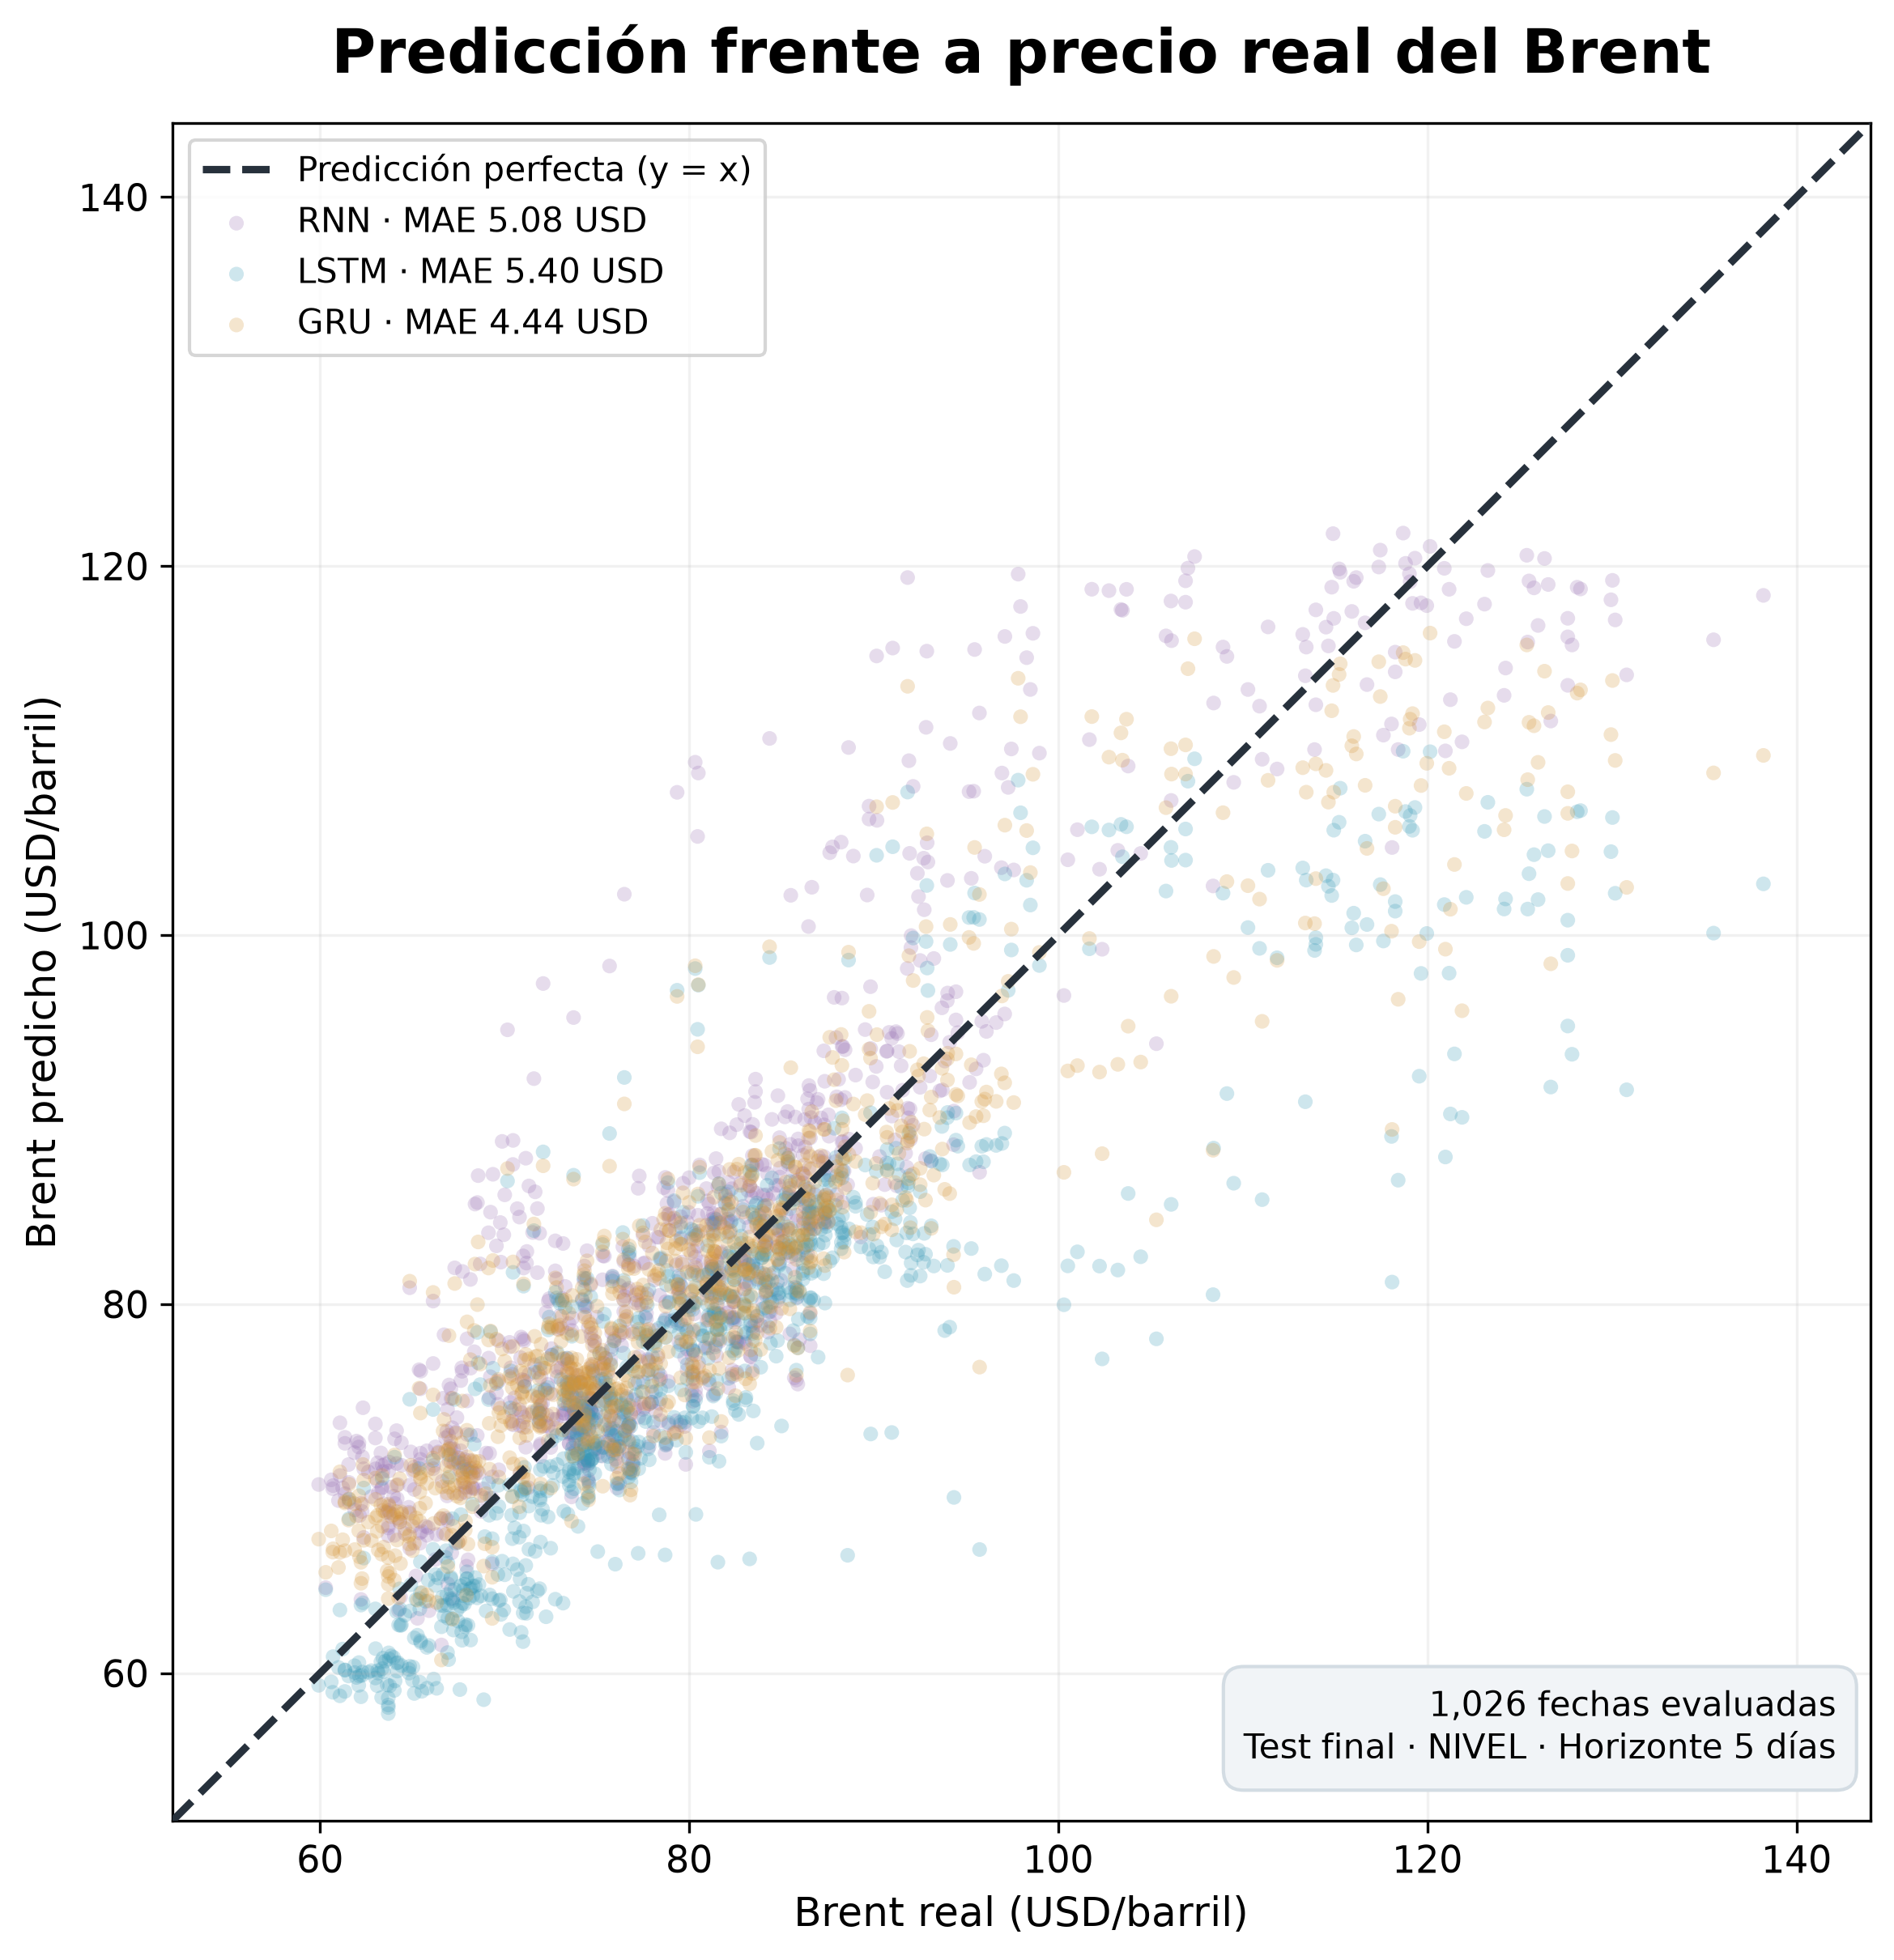 Predicción frente a precio real del Brent
Predicción perfecta (y = x)
RNN · MAE 5.08 USD
LSTM · MAE 5.40 USD
GRU · MAE 4.44 USD
140
120
100
80
60
Brent predicho (USD/barril)
1,026 fechas evaluadas
Test final · NIVEL · Horizonte 5 días
60
80
100
120
140
Brent real (USD/barril)